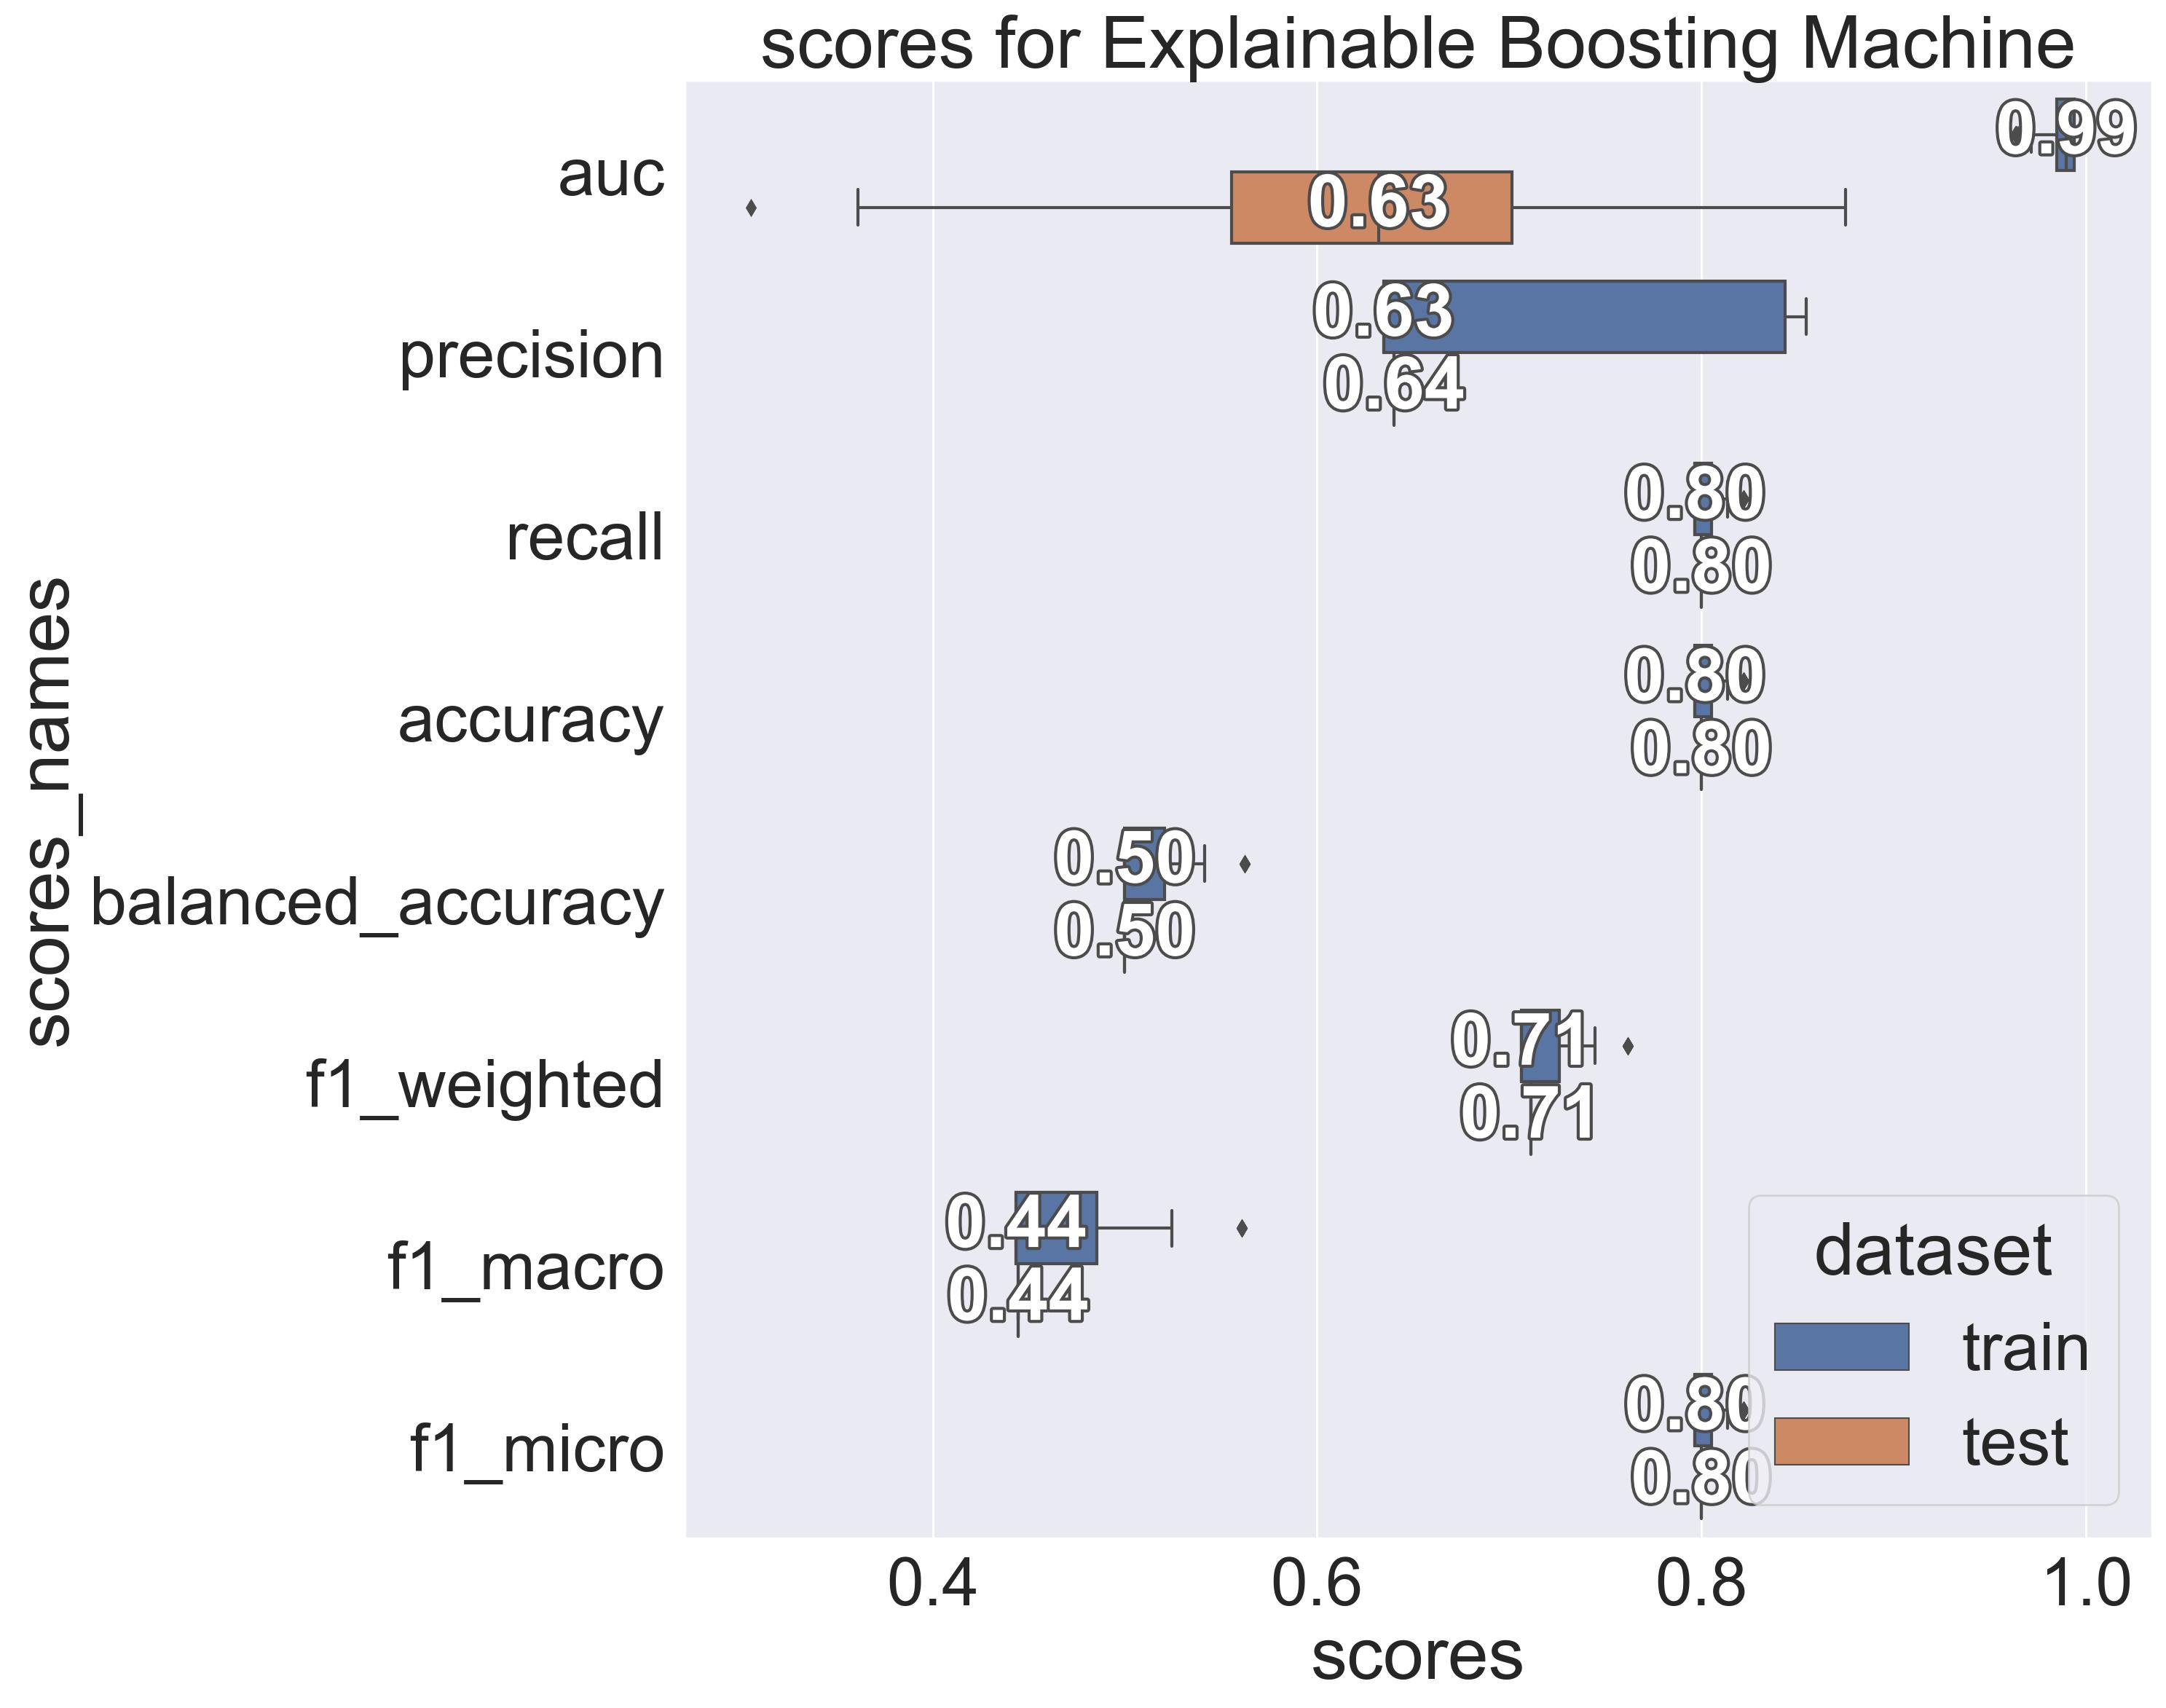 scores for Explainable Boosting Machine
auc
0.99
0.63
precision
0.63
0.64
recall
0.80
0.80
accuracy
0.80
0.80
balanced_accuracy
0.50
0.50
f1_weighted
0.71
0.71
f1_macro
0.44
0.44
f1_micro
0.80
0.80
scores_names
dataset
train
test
0.4 0.6 0.8 1.0
scores